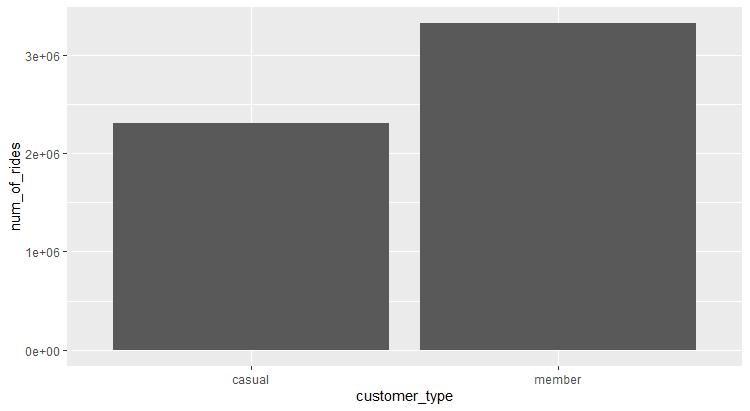 num_of_rides
3e+06
2e+06
1e+06
0e+00
casual member
customer_type